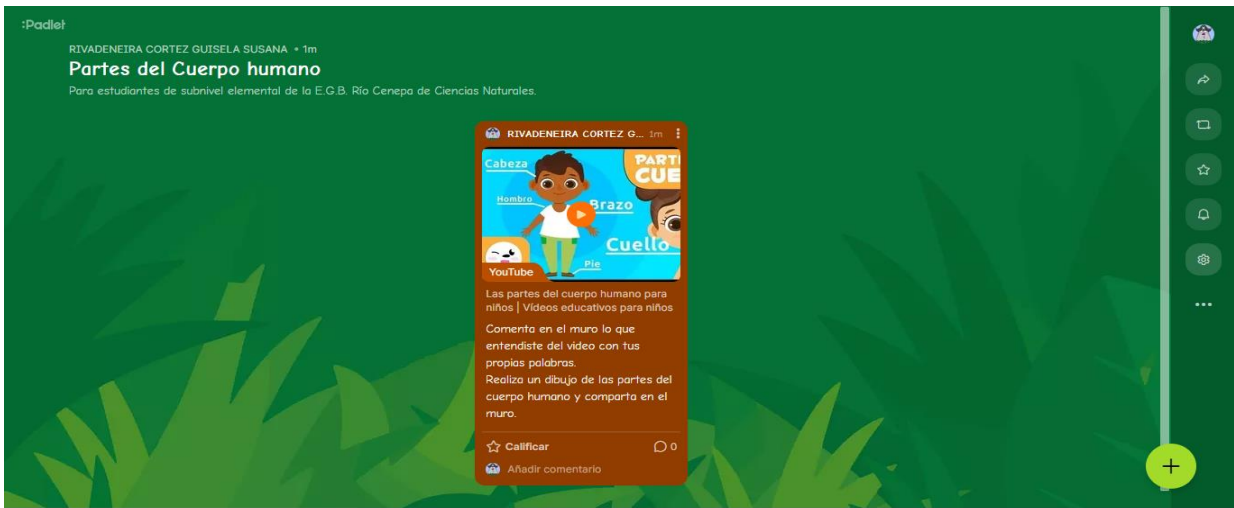 :Padlet
RIVADENEIRA CORTEZ GUISELA SUSANA • 1m
Partes del Cuerpo humano
Para estudiantes de subnivel elemental de la E.G.B. Río Cenepa de Ciencias Naturales.
RIVADENEIRA CORTEZ G... 1m
Cabeza
PARTE
CUE
Hombro
Brazo
Cuello
Pie
YouTube
Las partes del cuerpo humano para
niños | Vídeos educativos para niños
Comenta en el muro lo que
entendiste del video con tus
propias palabras.
Realiza un dibujo de las partes del
cuerpo humano y comparta en el
muro.
Calificar 0
Añadir comentario